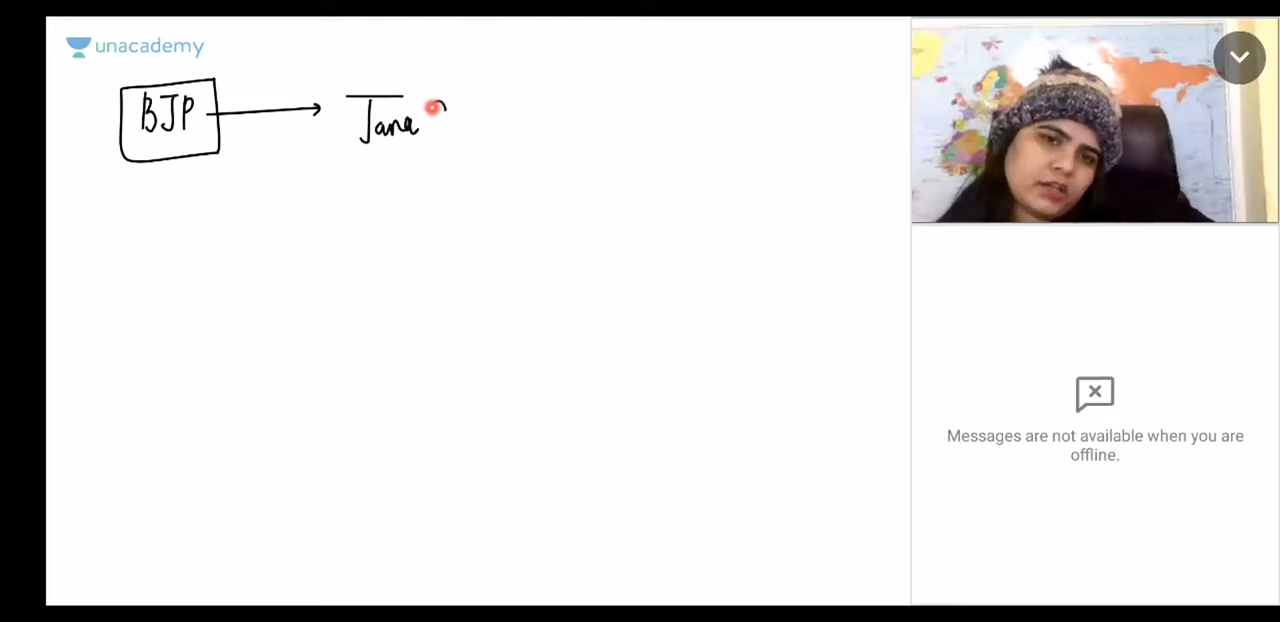 unacademy
BJP
Jana
Messages are not available when you are
offline.